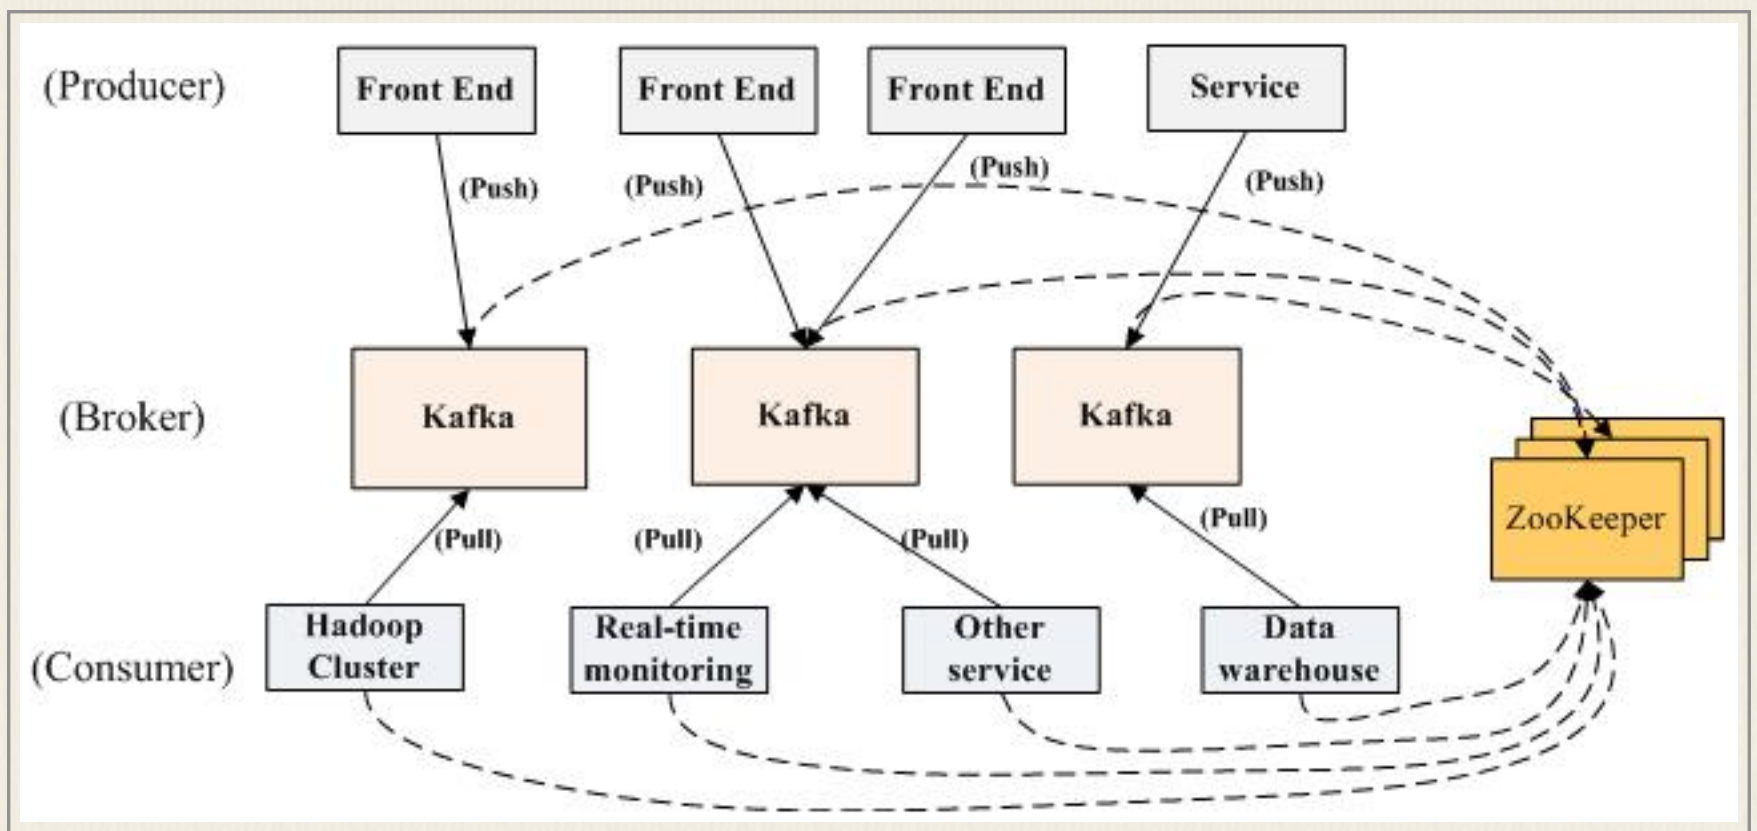 (Producer)
Front End
Front End
Front End
Service
(Push)
(Push)
(Push)
(Push)
(Broker)
Kafka
Kafka
Kafka
ZooKeeper
(Pull)
(Pull)
(Pull)
(Pull)
(Consumer)
Hadoop
Cluster
Real-time
monitoring
Other
service
Data
warehouse